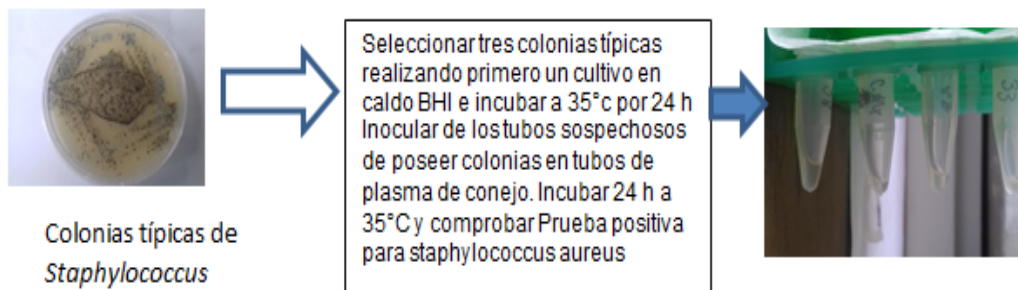 Seleccionar tres colonias típicas
realizando primero un cultivo en
caldo BHI e incubar a 35°c por 24 h
Inocular de los tubos sospechosos
de poseer colonias en tubos de
plasma de conejo. Incubar 24 h a
35°C y comprobar Prueba positiva
para staphylococcus aureus
Colonias típicas de
Staphylococcus